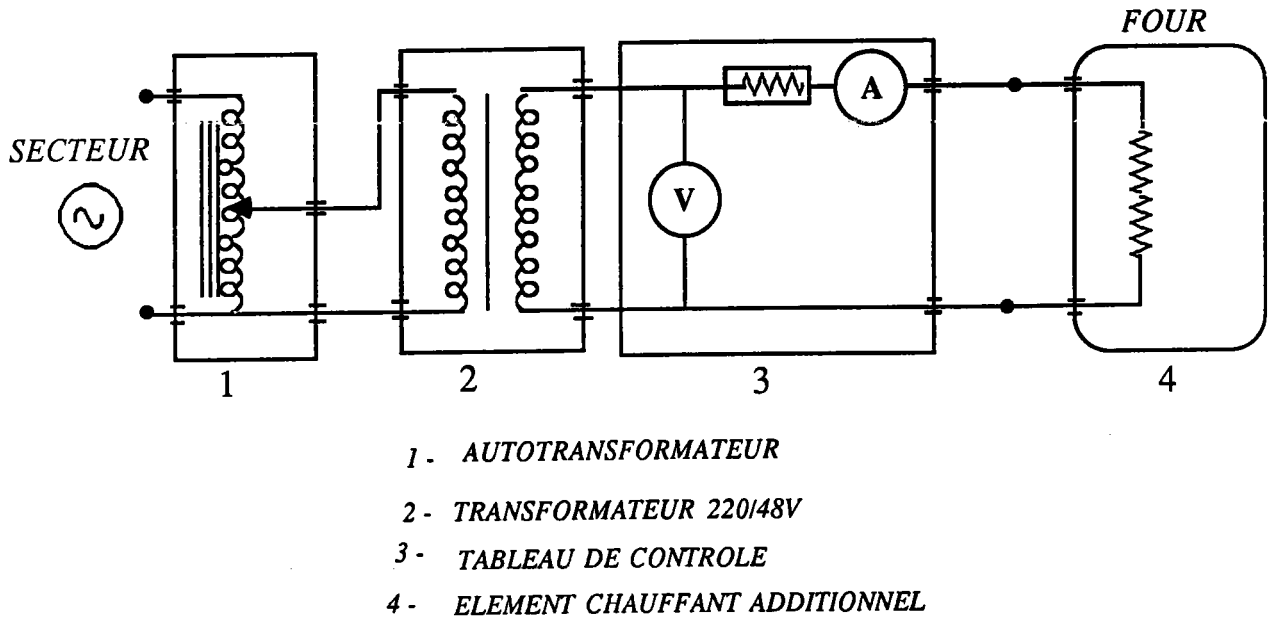 FOUR
SECTEUR
A
V
1
2
3
4
1 - AUTOTRANSFORMATEUR
2 - TRANSFORMATEUR 220/48V
3 - TABLEAU DE CONTROLE
4 - ELEMENT CHAUFFANT ADDITIONNEL